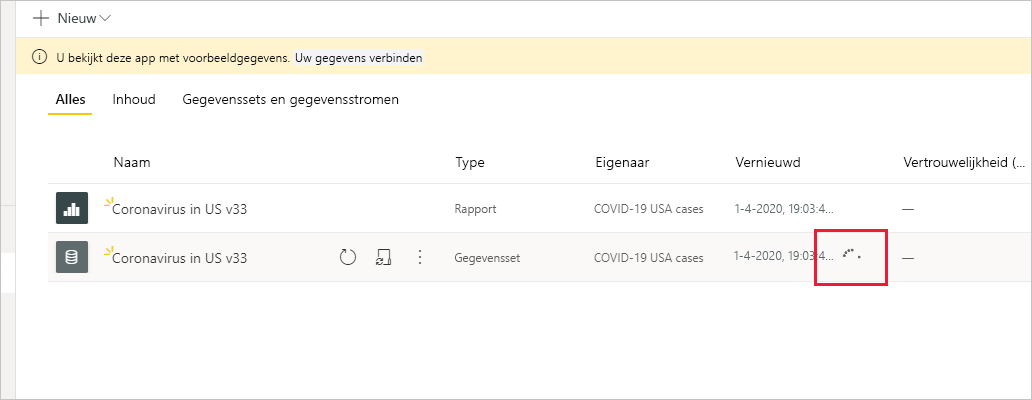 Nieuw
U bekijkt deze app met voorbeeldgegevens. Uw gegevens verbinden
Alles Inhoud Gegevenssets en gegevensstromen
Naam Type Eigenaar Vernieuwd Vertrouwelijkheid (...
Coronavirus in US v33 Rapport COVID-19 USA cases 1-4-2020, 19:03:4... —
Coronavirus in US v33 Gegevensset COVID-19 USA cases 1-4-2020, 19:03:4... —